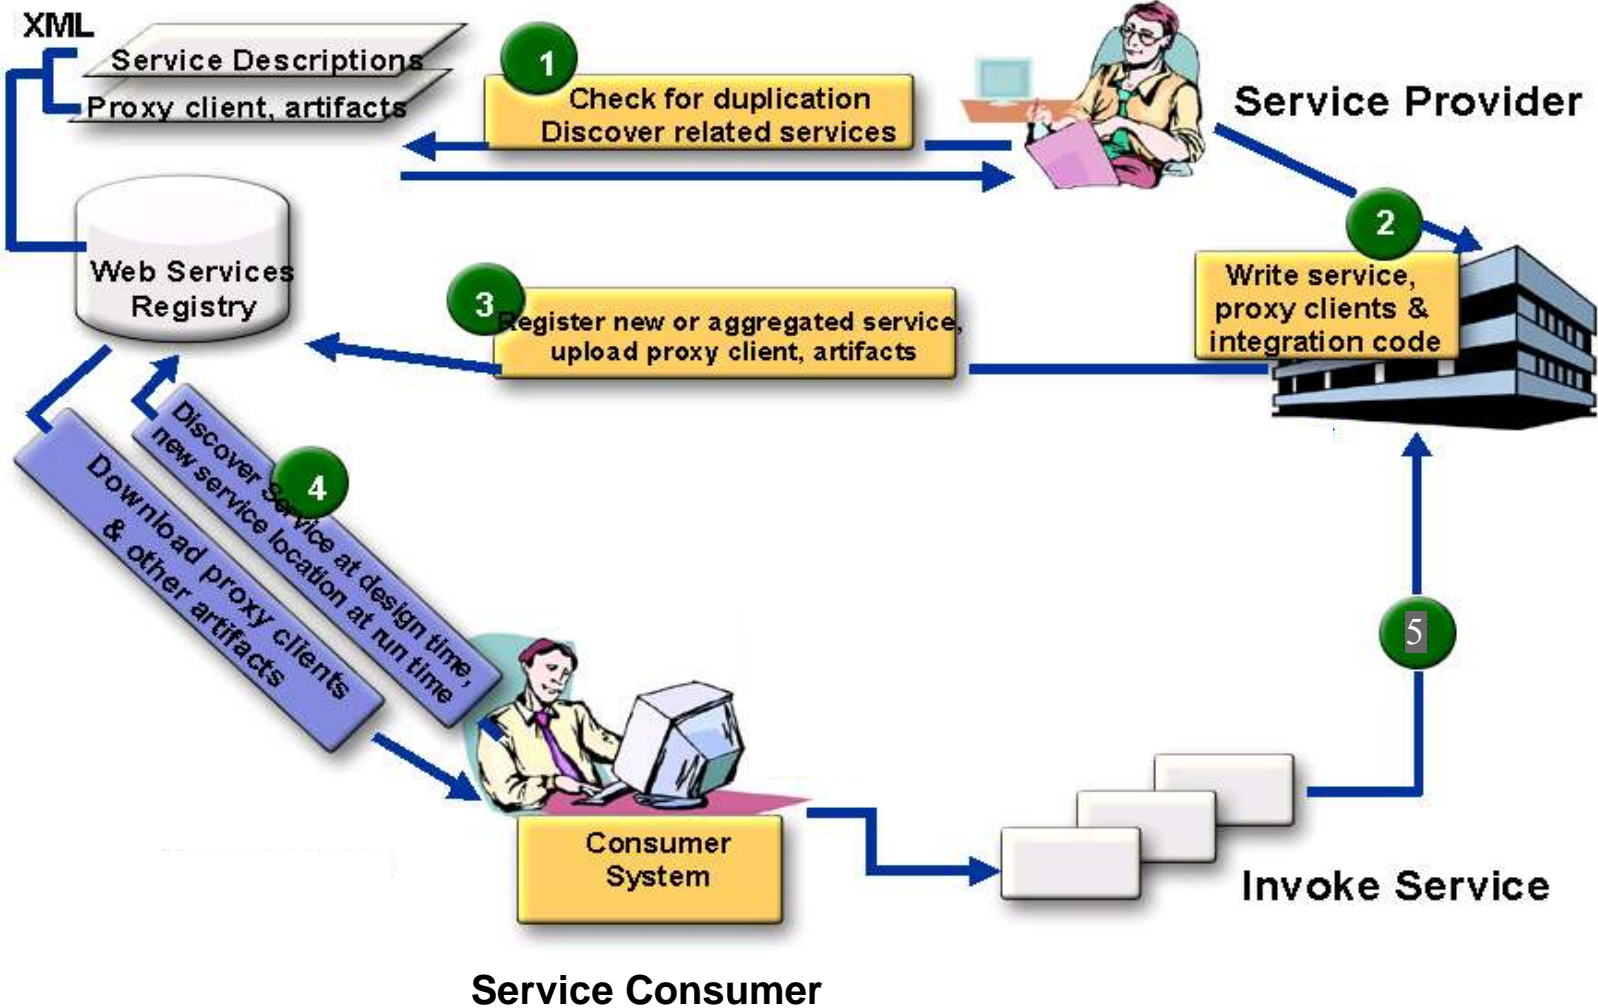 XML
Service Descriptions
Proxy client, artifacts
1
Check for duplication
Discover related services
Service Provider
2
Write service,
proxy clients &
integration code
Web Services
Registry
3
Register new or aggregated service,
upload proxy client, artifacts
4
Discover Service at design time,
new service location at run time
Download proxy clients
& other artifacts
5
Consumer
System
Invoke Service
Service Consumer